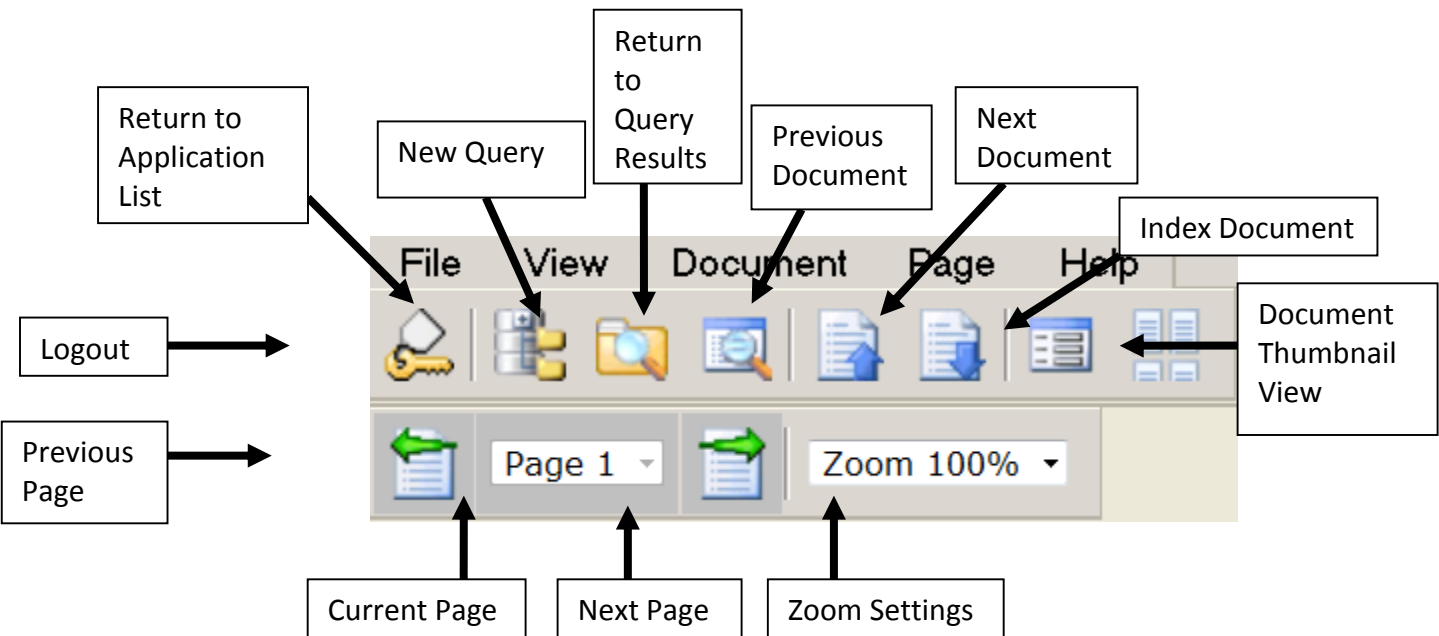 Return
to
Query
Results
Return to
Application
List
New Query
Previous
Document
Next
Document
Index Document
File View Document Page Help
Logout
Document
Thumbnail
View
Previous
Page
Page 1
Zoom 100%
Current Page
Next Page
Zoom Settings